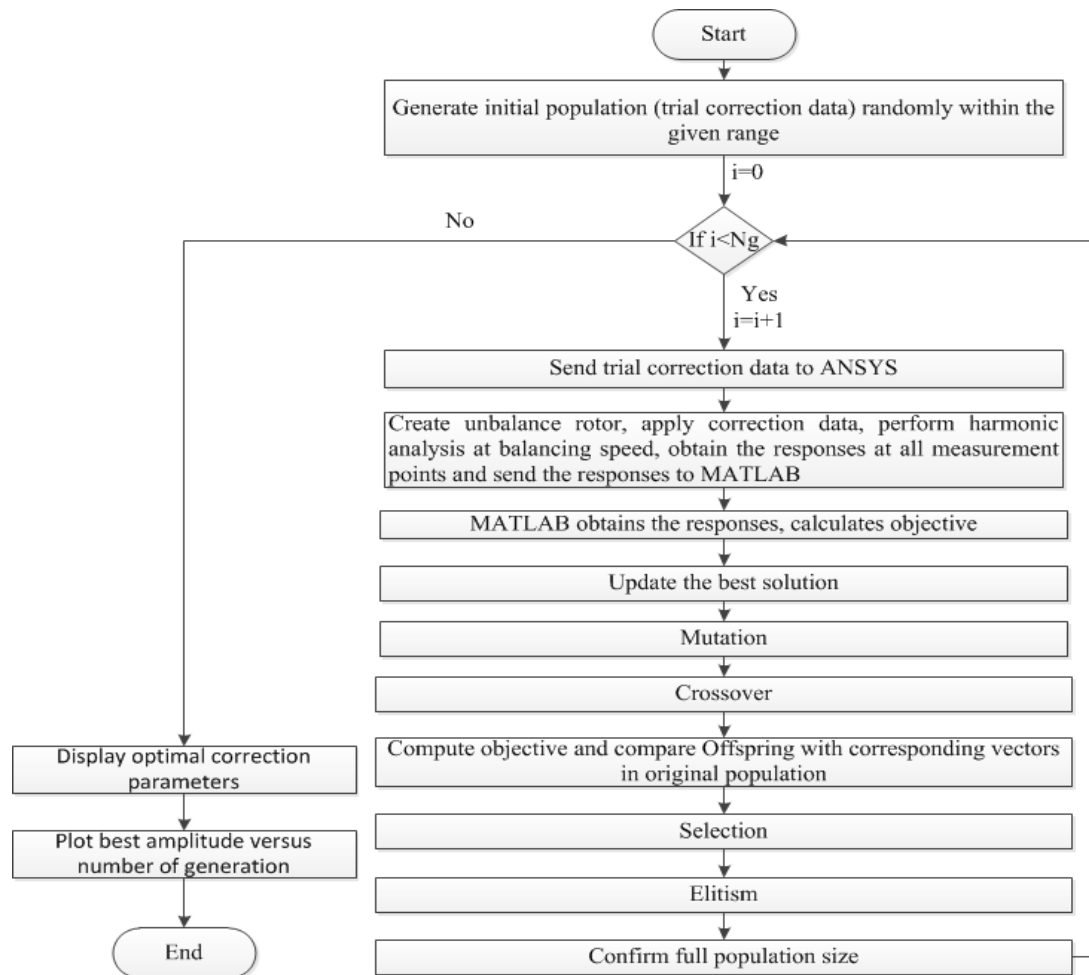 Start
Generate initial population (trial correction data) randomly within the
given range
i=0
No
If i<Ng
Yes
i=i+1
Send trial correction data to ANSYS
Create unbalance rotor, apply correction data, perform harmonic
analysis at balancing speed, obtain the responses at all measurement
points and send the responses to MATLAB
MATLAB obtains the responses, calculates objective
Update the best solution
Mutation
Crossover
Compute objective and compare Offspring with corresponding vectors
in original population
Selection
Elitism
Confirm full population size
Display optimal correction
parameters
Plot best amplitude versus
number of generation
End